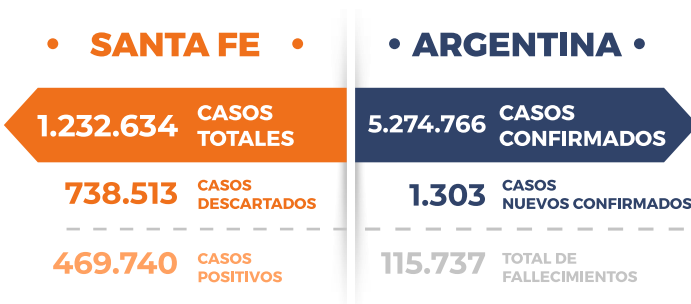 • SANTA FE •
1.232.634 CASOS
TOTALES
738.513 CASOS
DESCARTADOS
469.740 CASOS
POSITIVOS
• ARGENTINA •
5.274.766 CASOS
CONFIRMADOS
1.303 CASOS
NUEVOS CONFIRMADOS
115.737 TOTAL DE
FALLECIMIENTOS